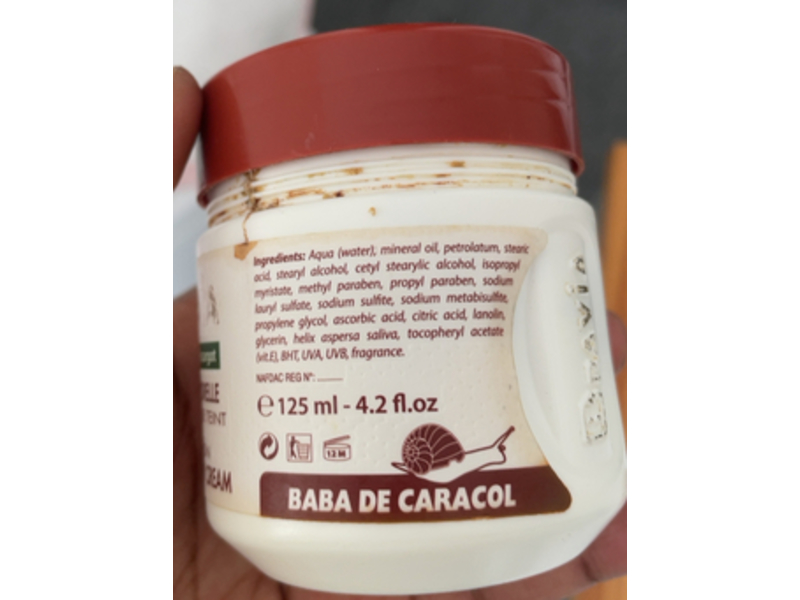 Ingredients: Aqua (water), mineral oil, petrolatum, stearic
acid, stearyl alcohol, cetyl stearylic alcohol, isopropyl
myristate, methyl paraben, propyl paraben, sodium
lauryl sulfate, sodium sulfite, sodium metabisulfite,
propylene glycol, ascorbic acid, citric acid, lanolin,
glycerin, helix aspersa saliva, tocopheryl acetate
(vit.E), BHT, UVA, UVB, fragrance.
NAFDAC REG N°: ........
ELLE
TEINT
CREAM
℮ 125 ml - 4.2 fl.oz
12 M
BABA DE CARACOL